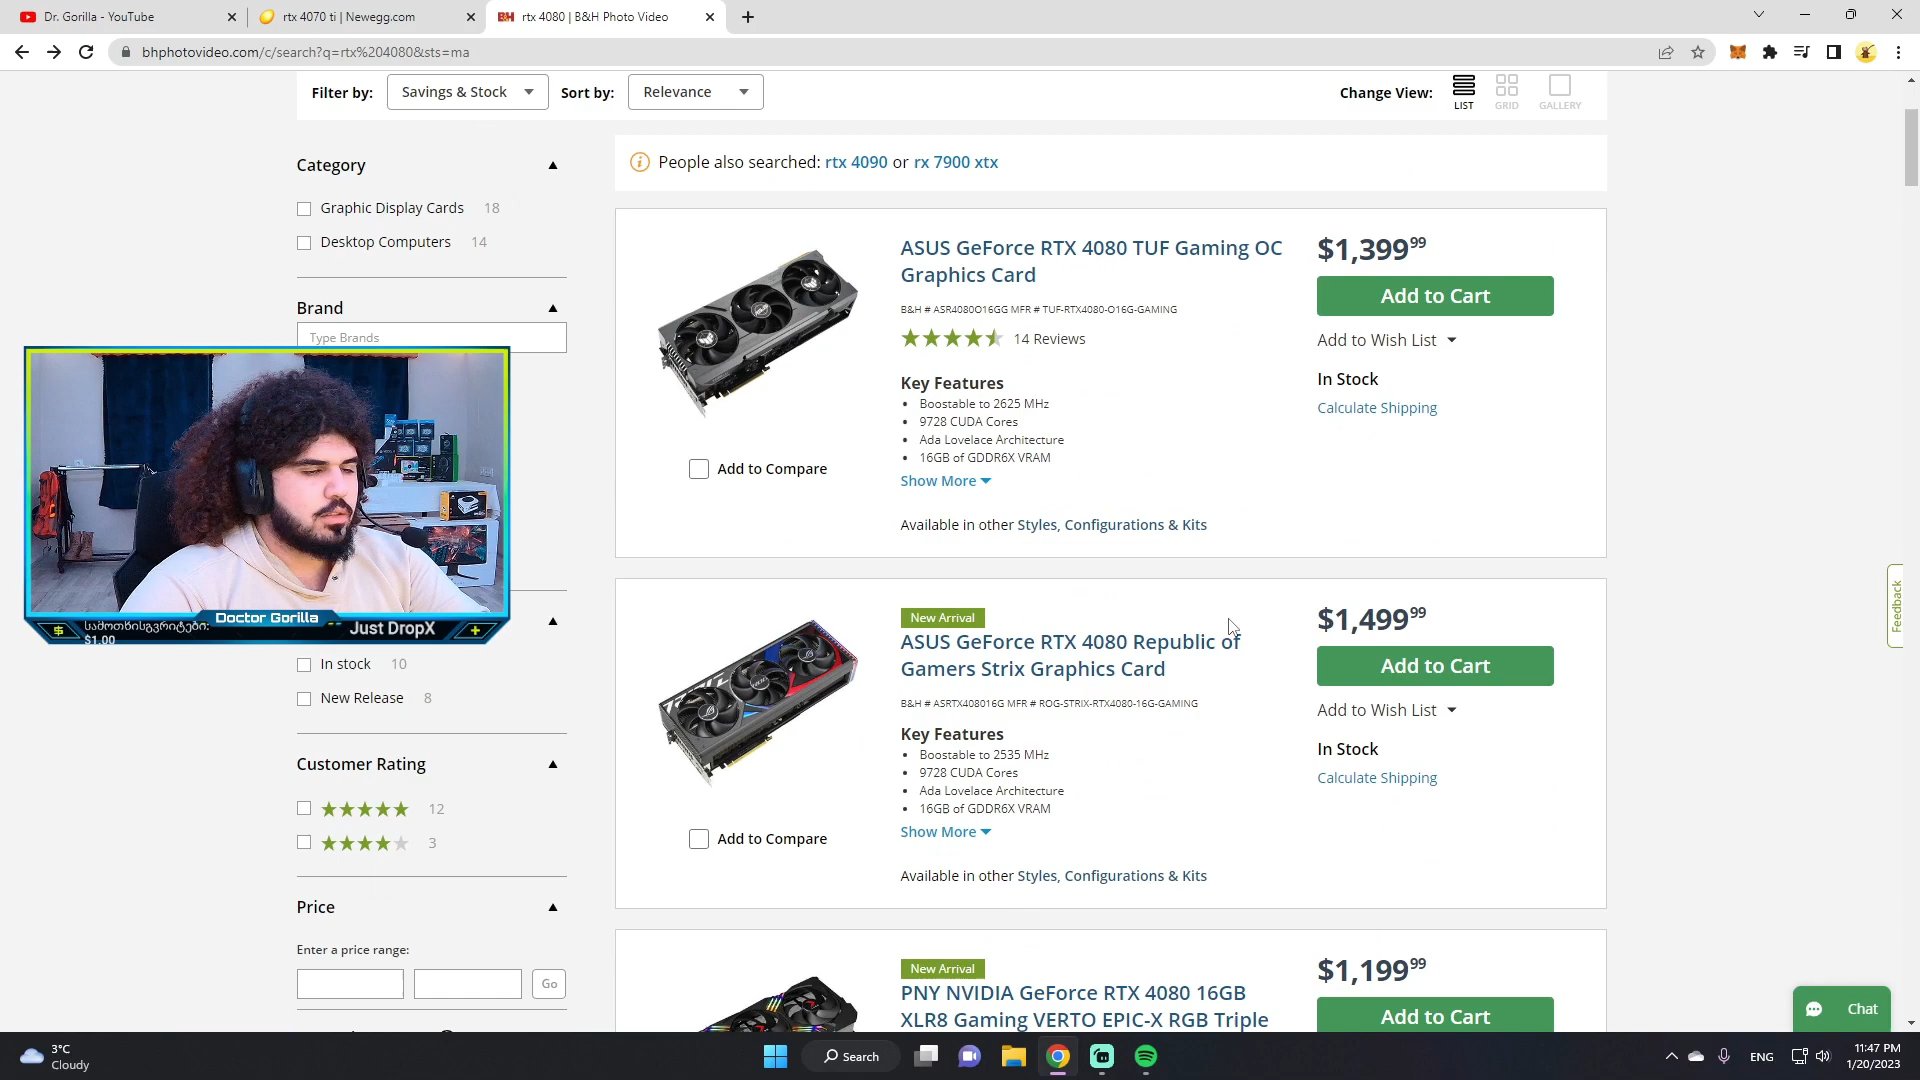 Dr. Gorilla - YouTube
rtx 4070 ti | Newegg.com
B&H
rtx 4080 | B&H Photo Video
bhphotovideo.com/c/search?q=rtx%204080&sts=ma
Filter by:
Savings & Stock
Sort by:
Relevance
Change View:
LIST
GRID
GALLERY
Category
Graphic Display Cards 18
Desktop Computers 14
Brand
Type Brands
People also searched: rtx 4090 or rx 7900 xtx
ASUS GeForce RTX 4080 TUF Gaming OC
Graphics Card
B&H # ASR4080O16GG MFR # TUF-RTX4080-O16G-GAMING
14 Reviews
Key Features
Boostable to 2625 MHz
9728 CUDA Cores
Ada Lovelace Architecture
16GB of GDDR6X VRAM
Show More
Available in other Styles, Configurations & Kits
Add to Compare
$1,399.99
Add to Cart
Add to Wish List
In Stock
Calculate Shipping
Doctor Gorilla
$
სამოთხისგვრიტები:
$1.00
Just DropX
+
In stock 10
New Release 8
Customer Rating
12
3
Price
Enter a price range:
Go
New Arrival
ASUS GeForce RTX 4080 Republic of
Gamers Strix Graphics Card
B&H # ASRTX408016G MFR # ROG-STRIX-RTX4080-16G-GAMING
Key Features
Boostable to 2535 MHz
9728 CUDA Cores
Ada Lovelace Architecture
16GB of GDDR6X VRAM
Show More
Available in other Styles, Configurations & Kits
Add to Compare
$1,499.99
Add to Cart
Add to Wish List
In Stock
Calculate Shipping
New Arrival
PNY NVIDIA GeForce RTX 4080 16GB
XLR8 Gaming VERTO EPIC-X RGB Triple
$1,199.99
Add to Cart
Feedback
Chat
3°C
Cloudy
Search
ENG
11:47 PM
1/20/2023